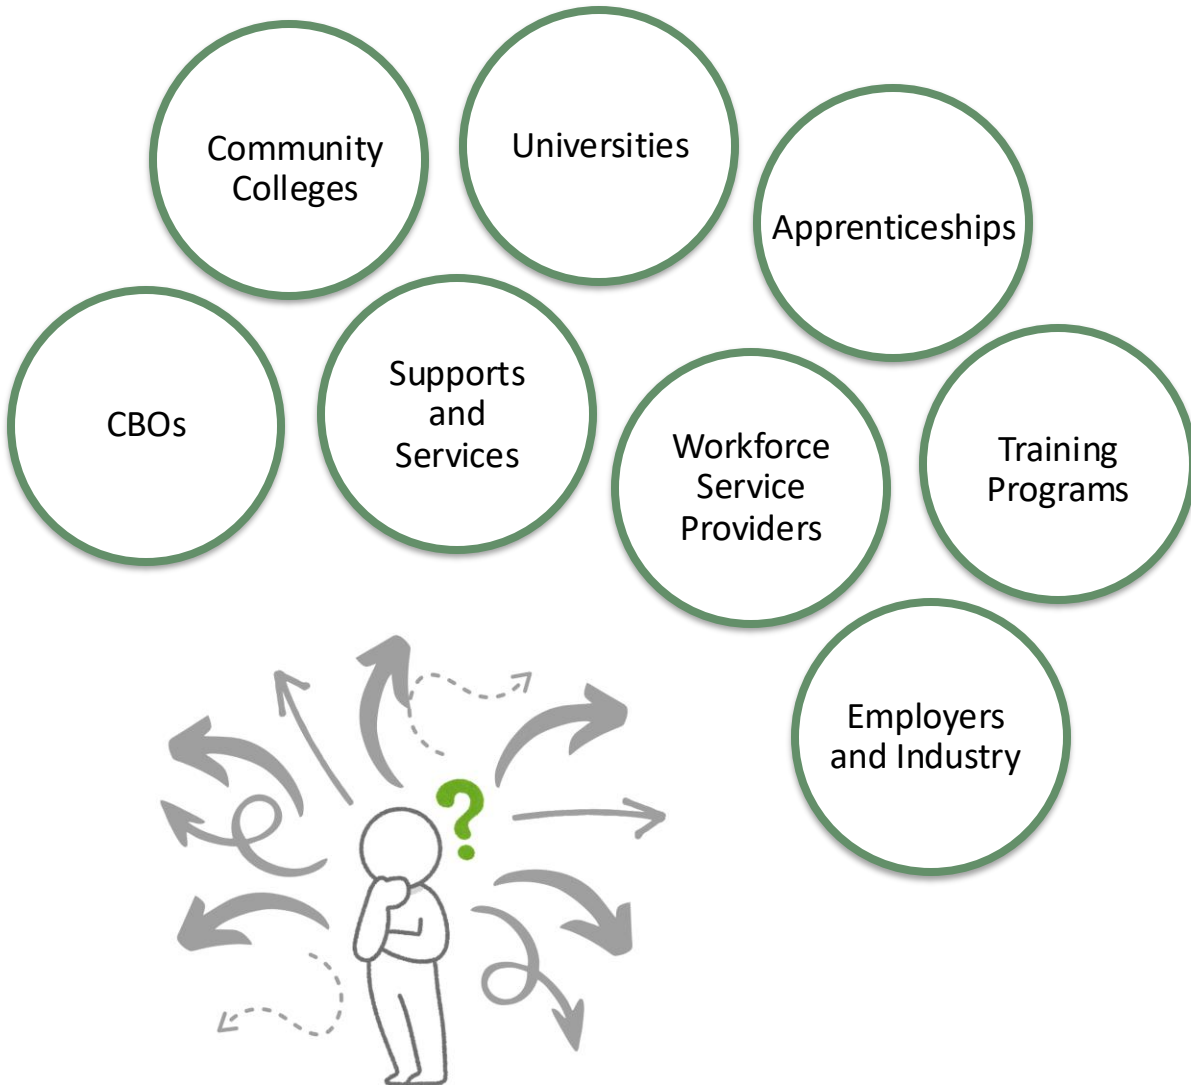 Community
Colleges
Universities
Apprenticeships
CBOs
Supports
and
Services
Workforce
Service
Providers
Training
Programs
Employers
and Industry
?